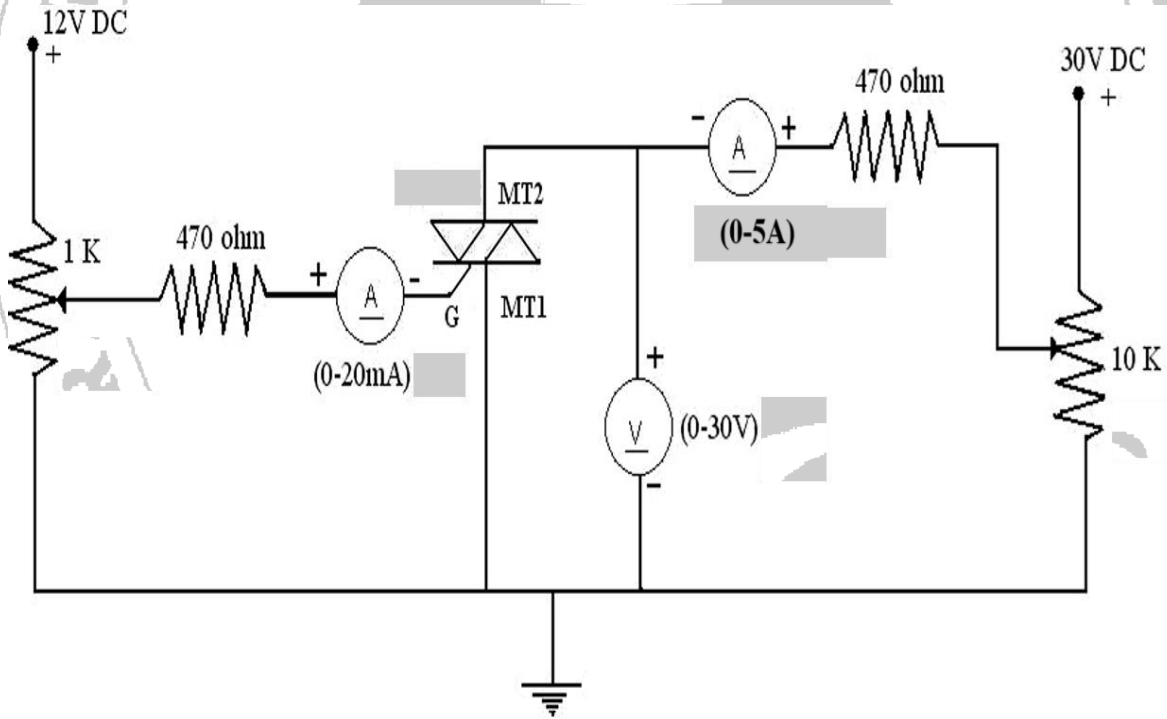 12V DC
+
30V DC
+
470 ohm
- A +
MT2
(0-5A)
1 K
470 ohm
+ A -
G
MT1
(0-20mA)
+
10 K
V
(0-30V)
-